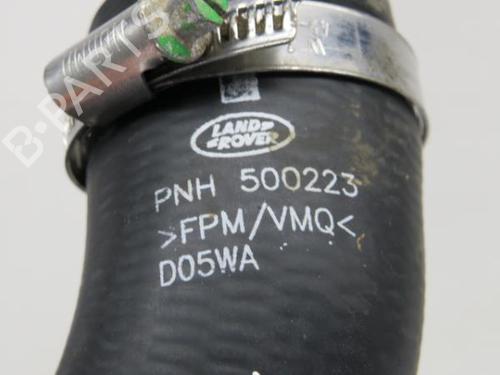 B-PARTS
LAND
ROVER
PNH 500223
>FPM/VMQ<
D05WA